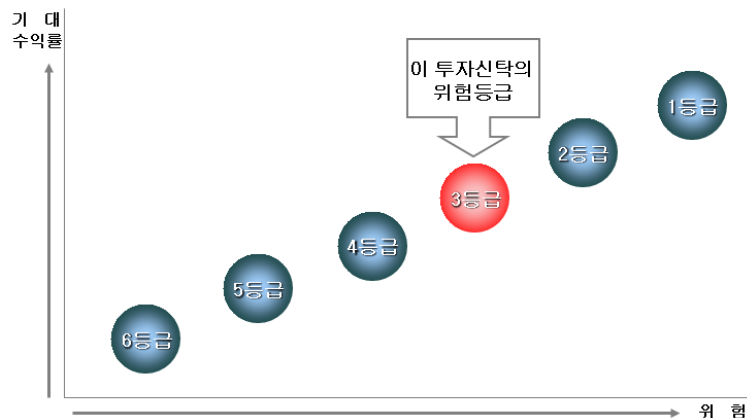 기 대
수익률
이 투자신탁의
위험등급
1등급
2등급
3등급
4등급
5등급
6등급
위 험